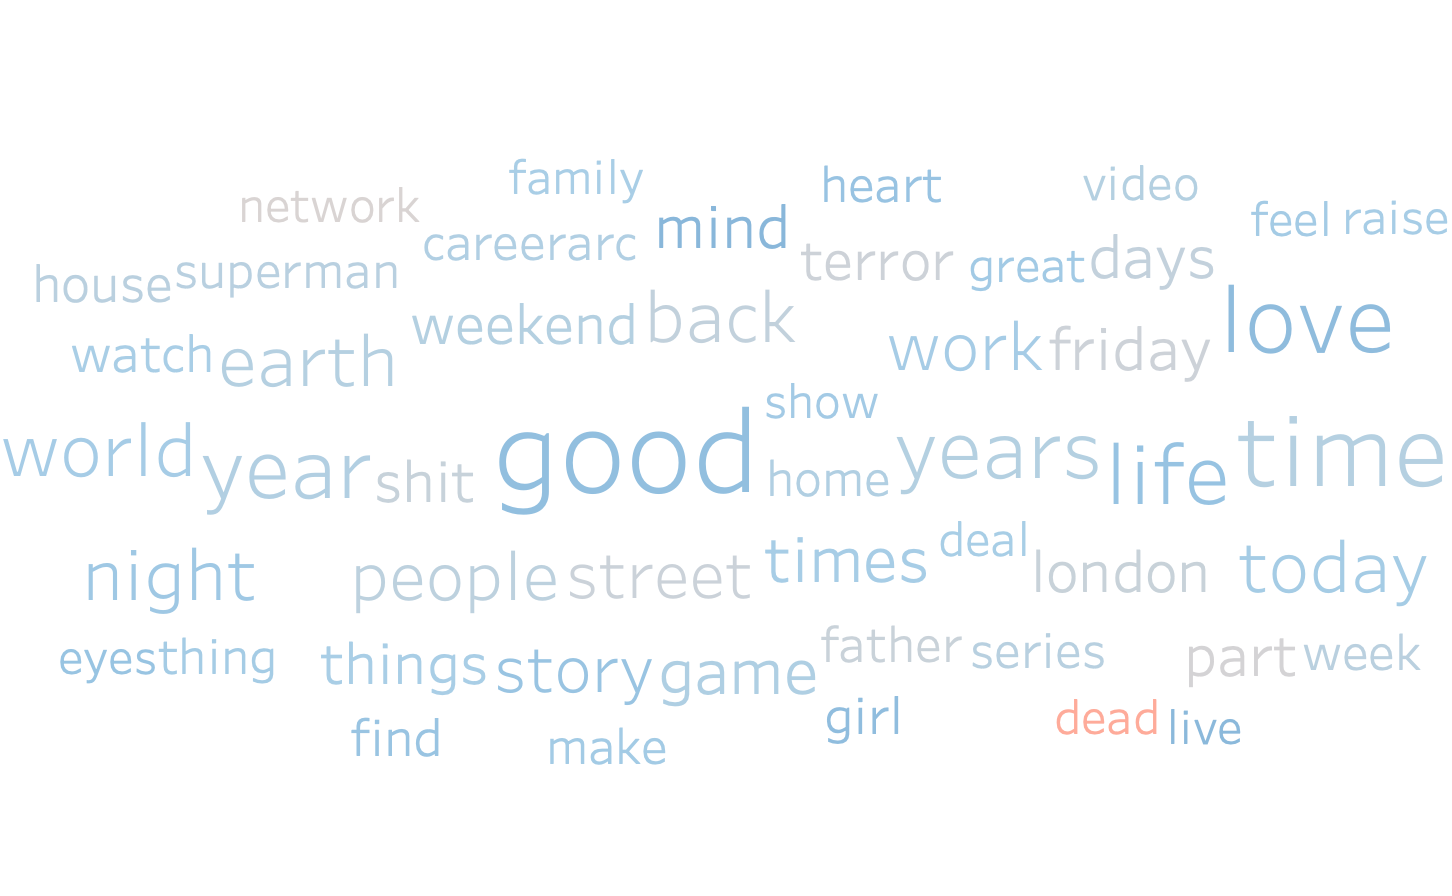 family heart video
network careerarc mind terror great days feel raise
house superman weekend back work friday love
watch earth show
world year shit good home years life time
night people street times deal london today
eyes thing things story game father series part week
find make girl dead live